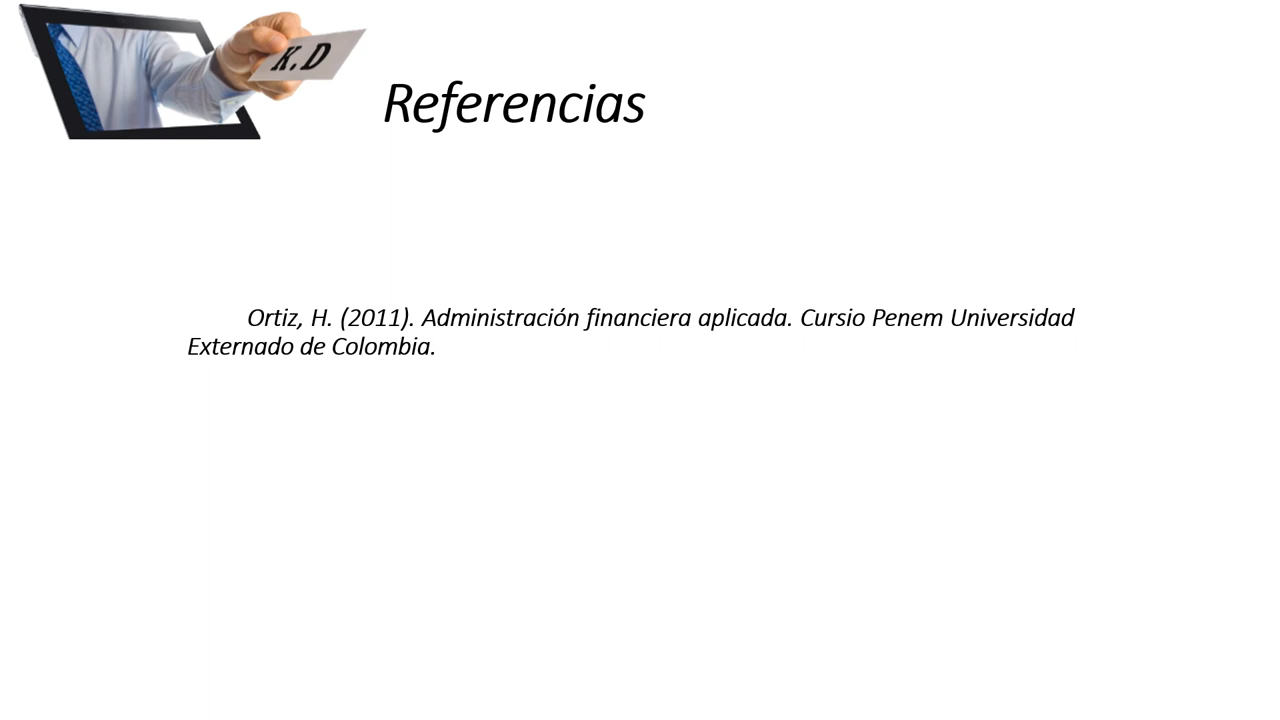 K.D
Referencias
Ortiz, H. (2011). Administración financiera aplicada. Cursio Penem Universidad
Externado de Colombia.